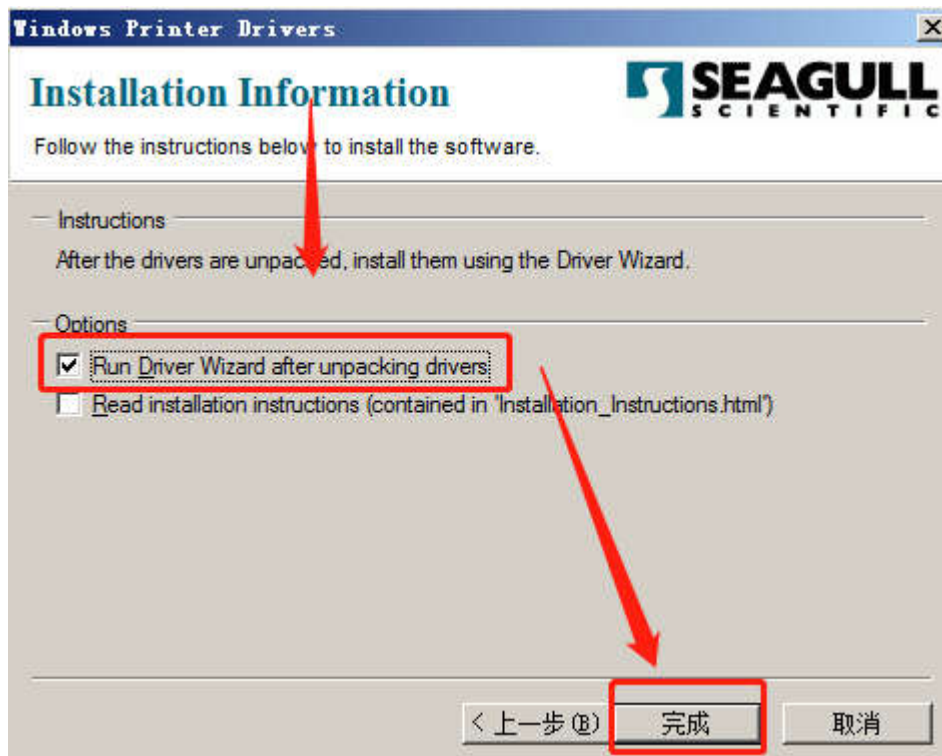 Windows Printer Drivers
Installation Information
SEAGULL
SCIENTIFIC
Follow the instructions below to install the software.
Instructions
After the drivers are unpacked, install them using the Driver Wizard.
Options
Run Driver Wizard after unpacking drivers
Read installation instructions (contained in 'Installation_Instructions.html')
< 上一步(B) 完成 取消